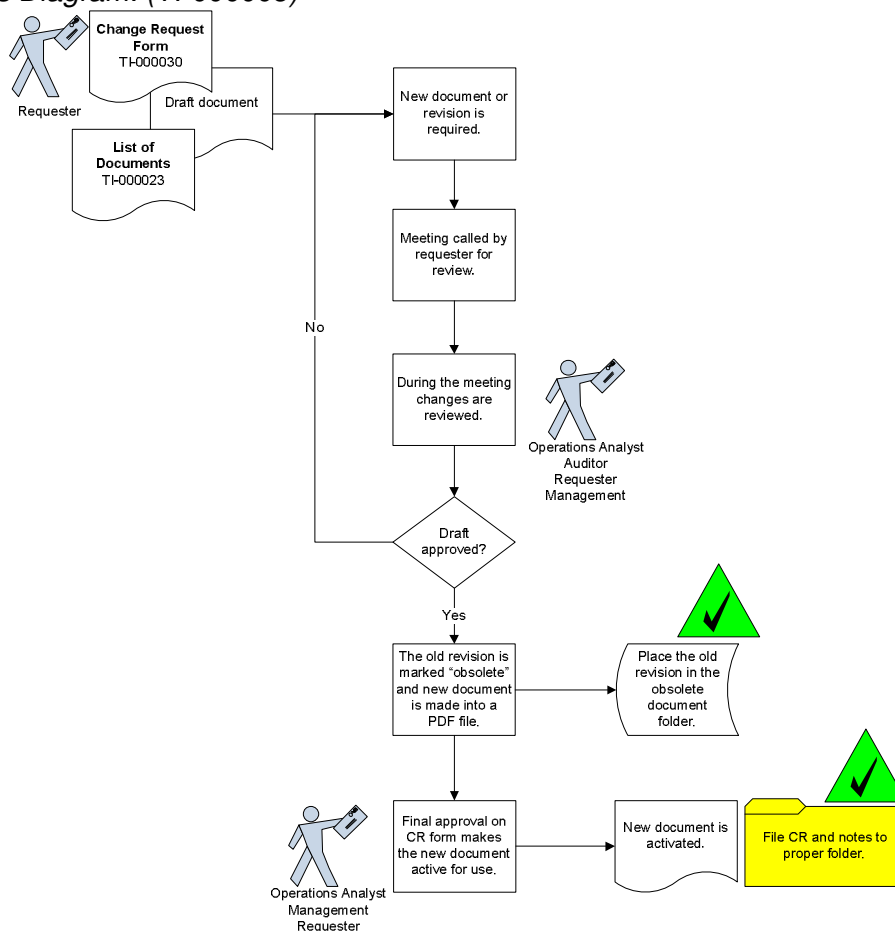 Change Request
Form
TI-000030
Requester
Draft document
List of
Documents
TI-000023
New document or
revision is
required.
Meeting called by
requester for
review.
No
During the meeting
changes are
reviewed.
Operations Analyst
Auditor
Requester
Management
Draft
approved?
Yes
The old revision is
marked “obsolete”
and new document
is made into a
PDF file.
Place the old
revision in the
obsolete
document
folder.
Final approval on
CR form makes
the new document
active for use.
Operations Analyst
Management
Requester
New document is
activated.
File CR and notes to
proper folder.